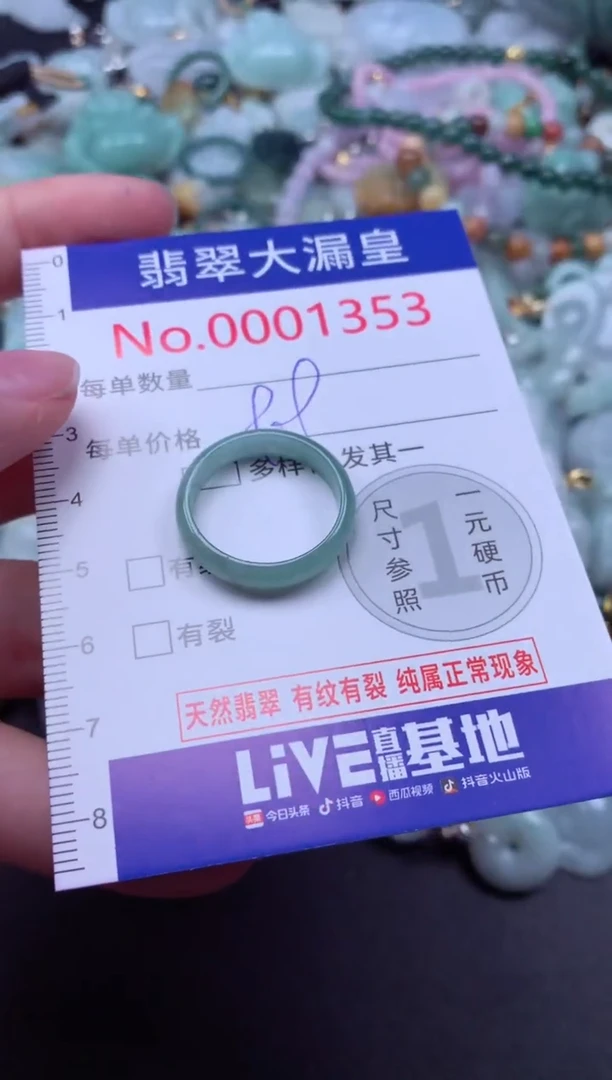 翡翠大漏皇
No.0001353
每单数量
每单价格
多样 发其一
有纹
有裂
尺寸参照
1
一元硬币
天然翡翠 有纹有裂 纯属正常现象
LiVE直播基地
头条 今日头条 抖音 西瓜视频 抖音火山版
0
1
3
4
5
6
7
8